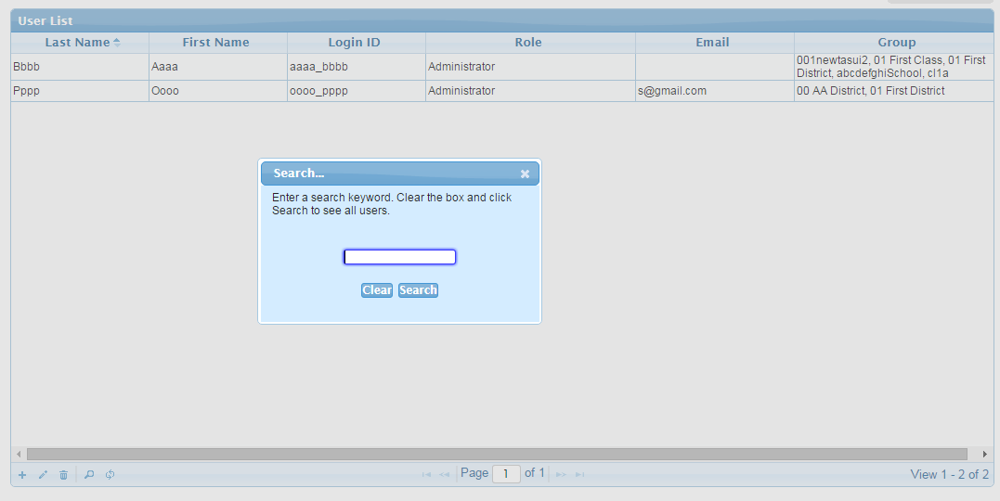 User List
Last Name First Name Login ID Role Email Group
Bbbb Aaaa aaaa_bbbb Administrator 001newtasui2, 01 First Class, 01 First
District, abcdefghiSchool, cl1a
Pppp Oooo oooo_pppp Administrator s@gmail.com 00 AA District, 01 First District
Search...
Enter a search keyword. Clear the box and click
Search to see all users.
Clear Search
Page 1 of 1 View 1 - 2 of 2